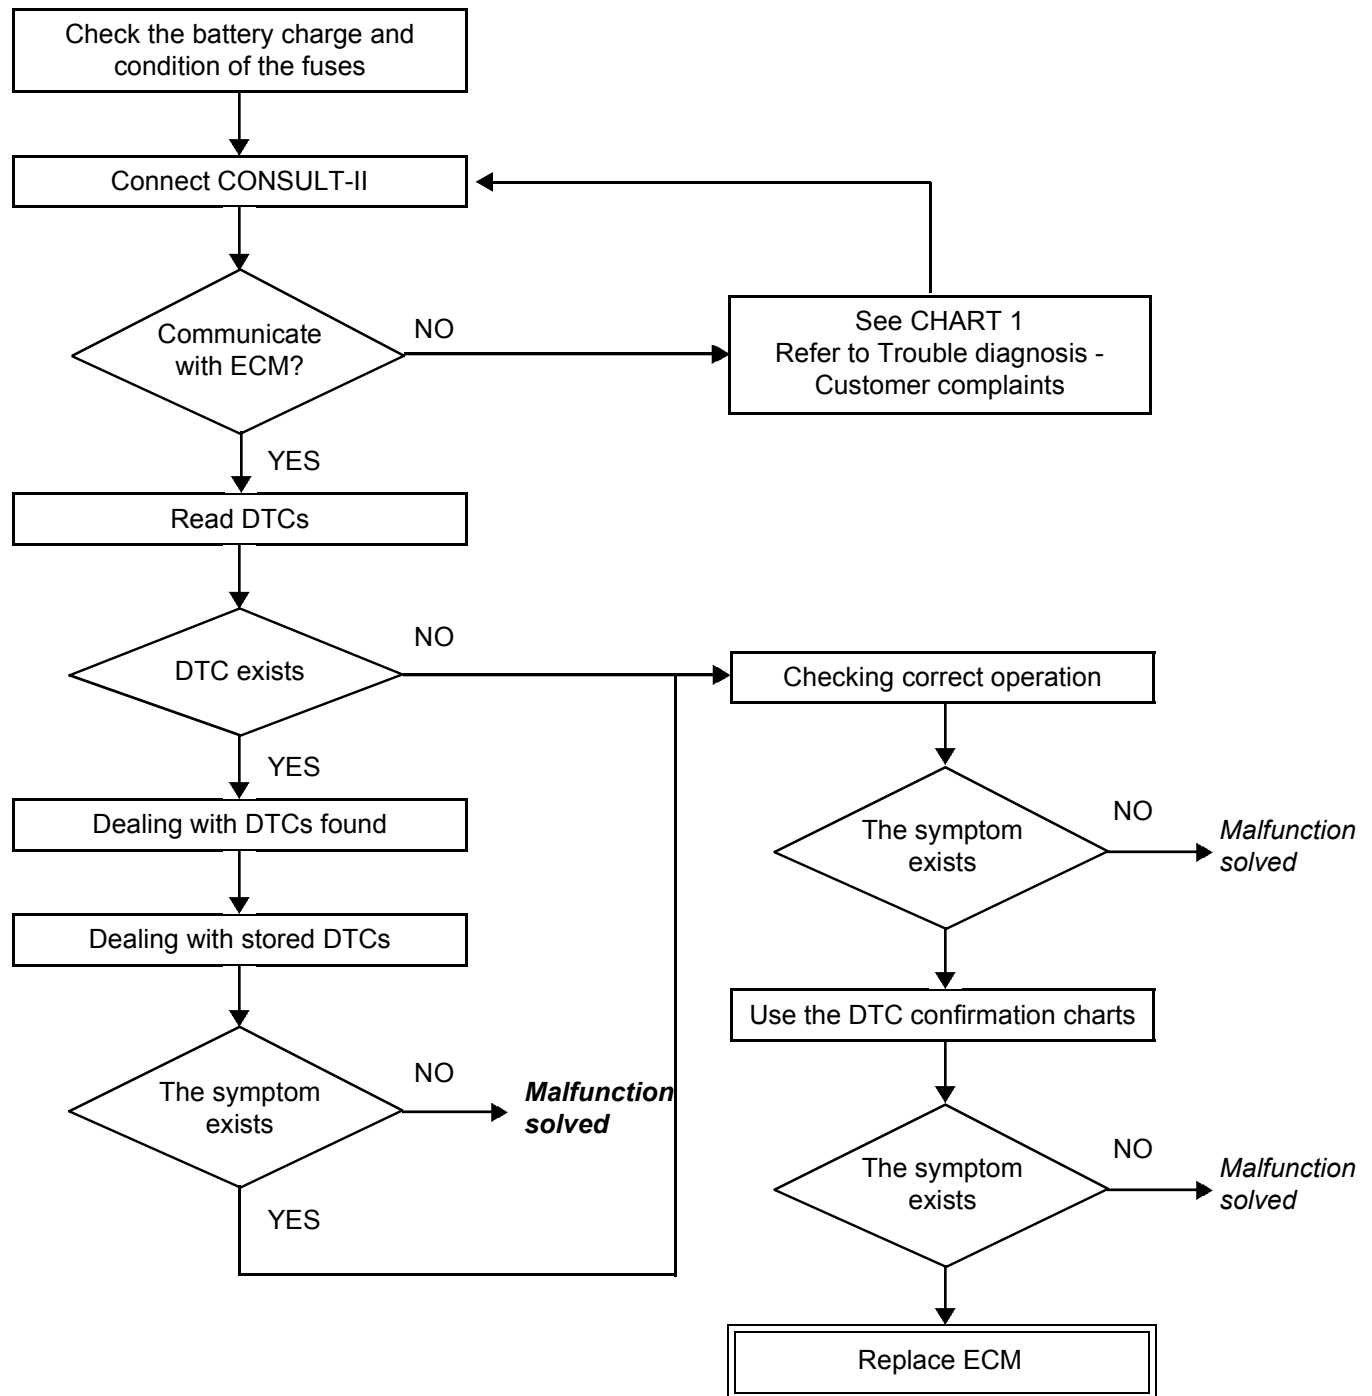 Check the battery charge and
condition of the fuses
Connect CONSULT-II
Communicate
with ECM?
NO
See CHART 1
Refer to Trouble diagnosis -
Customer complaints
YES
Read DTCs
DTC exists
NO
Checking correct operation
YES
Dealing with DTCs found
The symptom
exists
NO
Malfunction
solved
Dealing with stored DTCs
Use the DTC confirmation charts
The symptom
exists
NO
Malfunction
solved
YES
The symptom
exists
NO
Malfunction
solved
Replace ECM